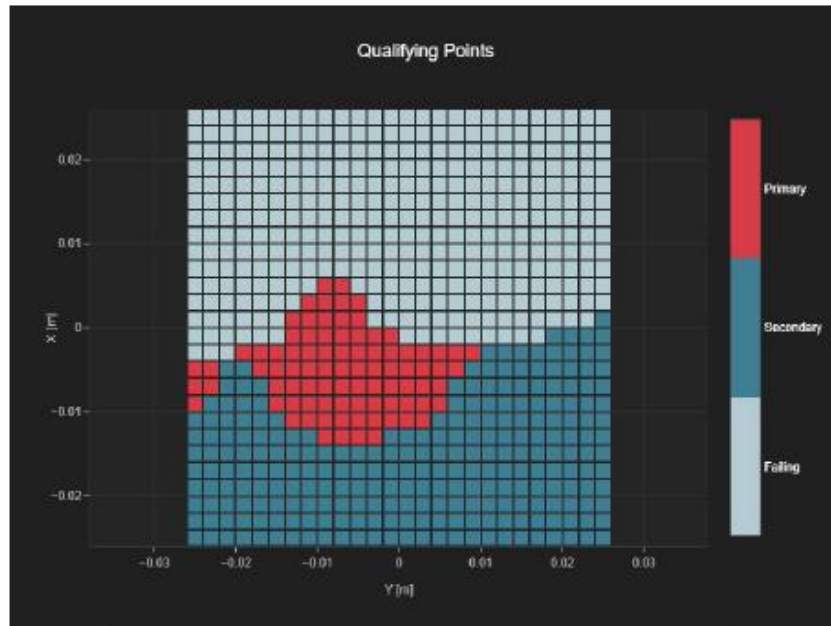 Qualifying Points
0.02
0.01
0
−0.01
−0.02
X [m]
−0.03
−0.02
−0.01
0
0.01
0.02
0.03
Y [m]
Primary
Secondary
Failing